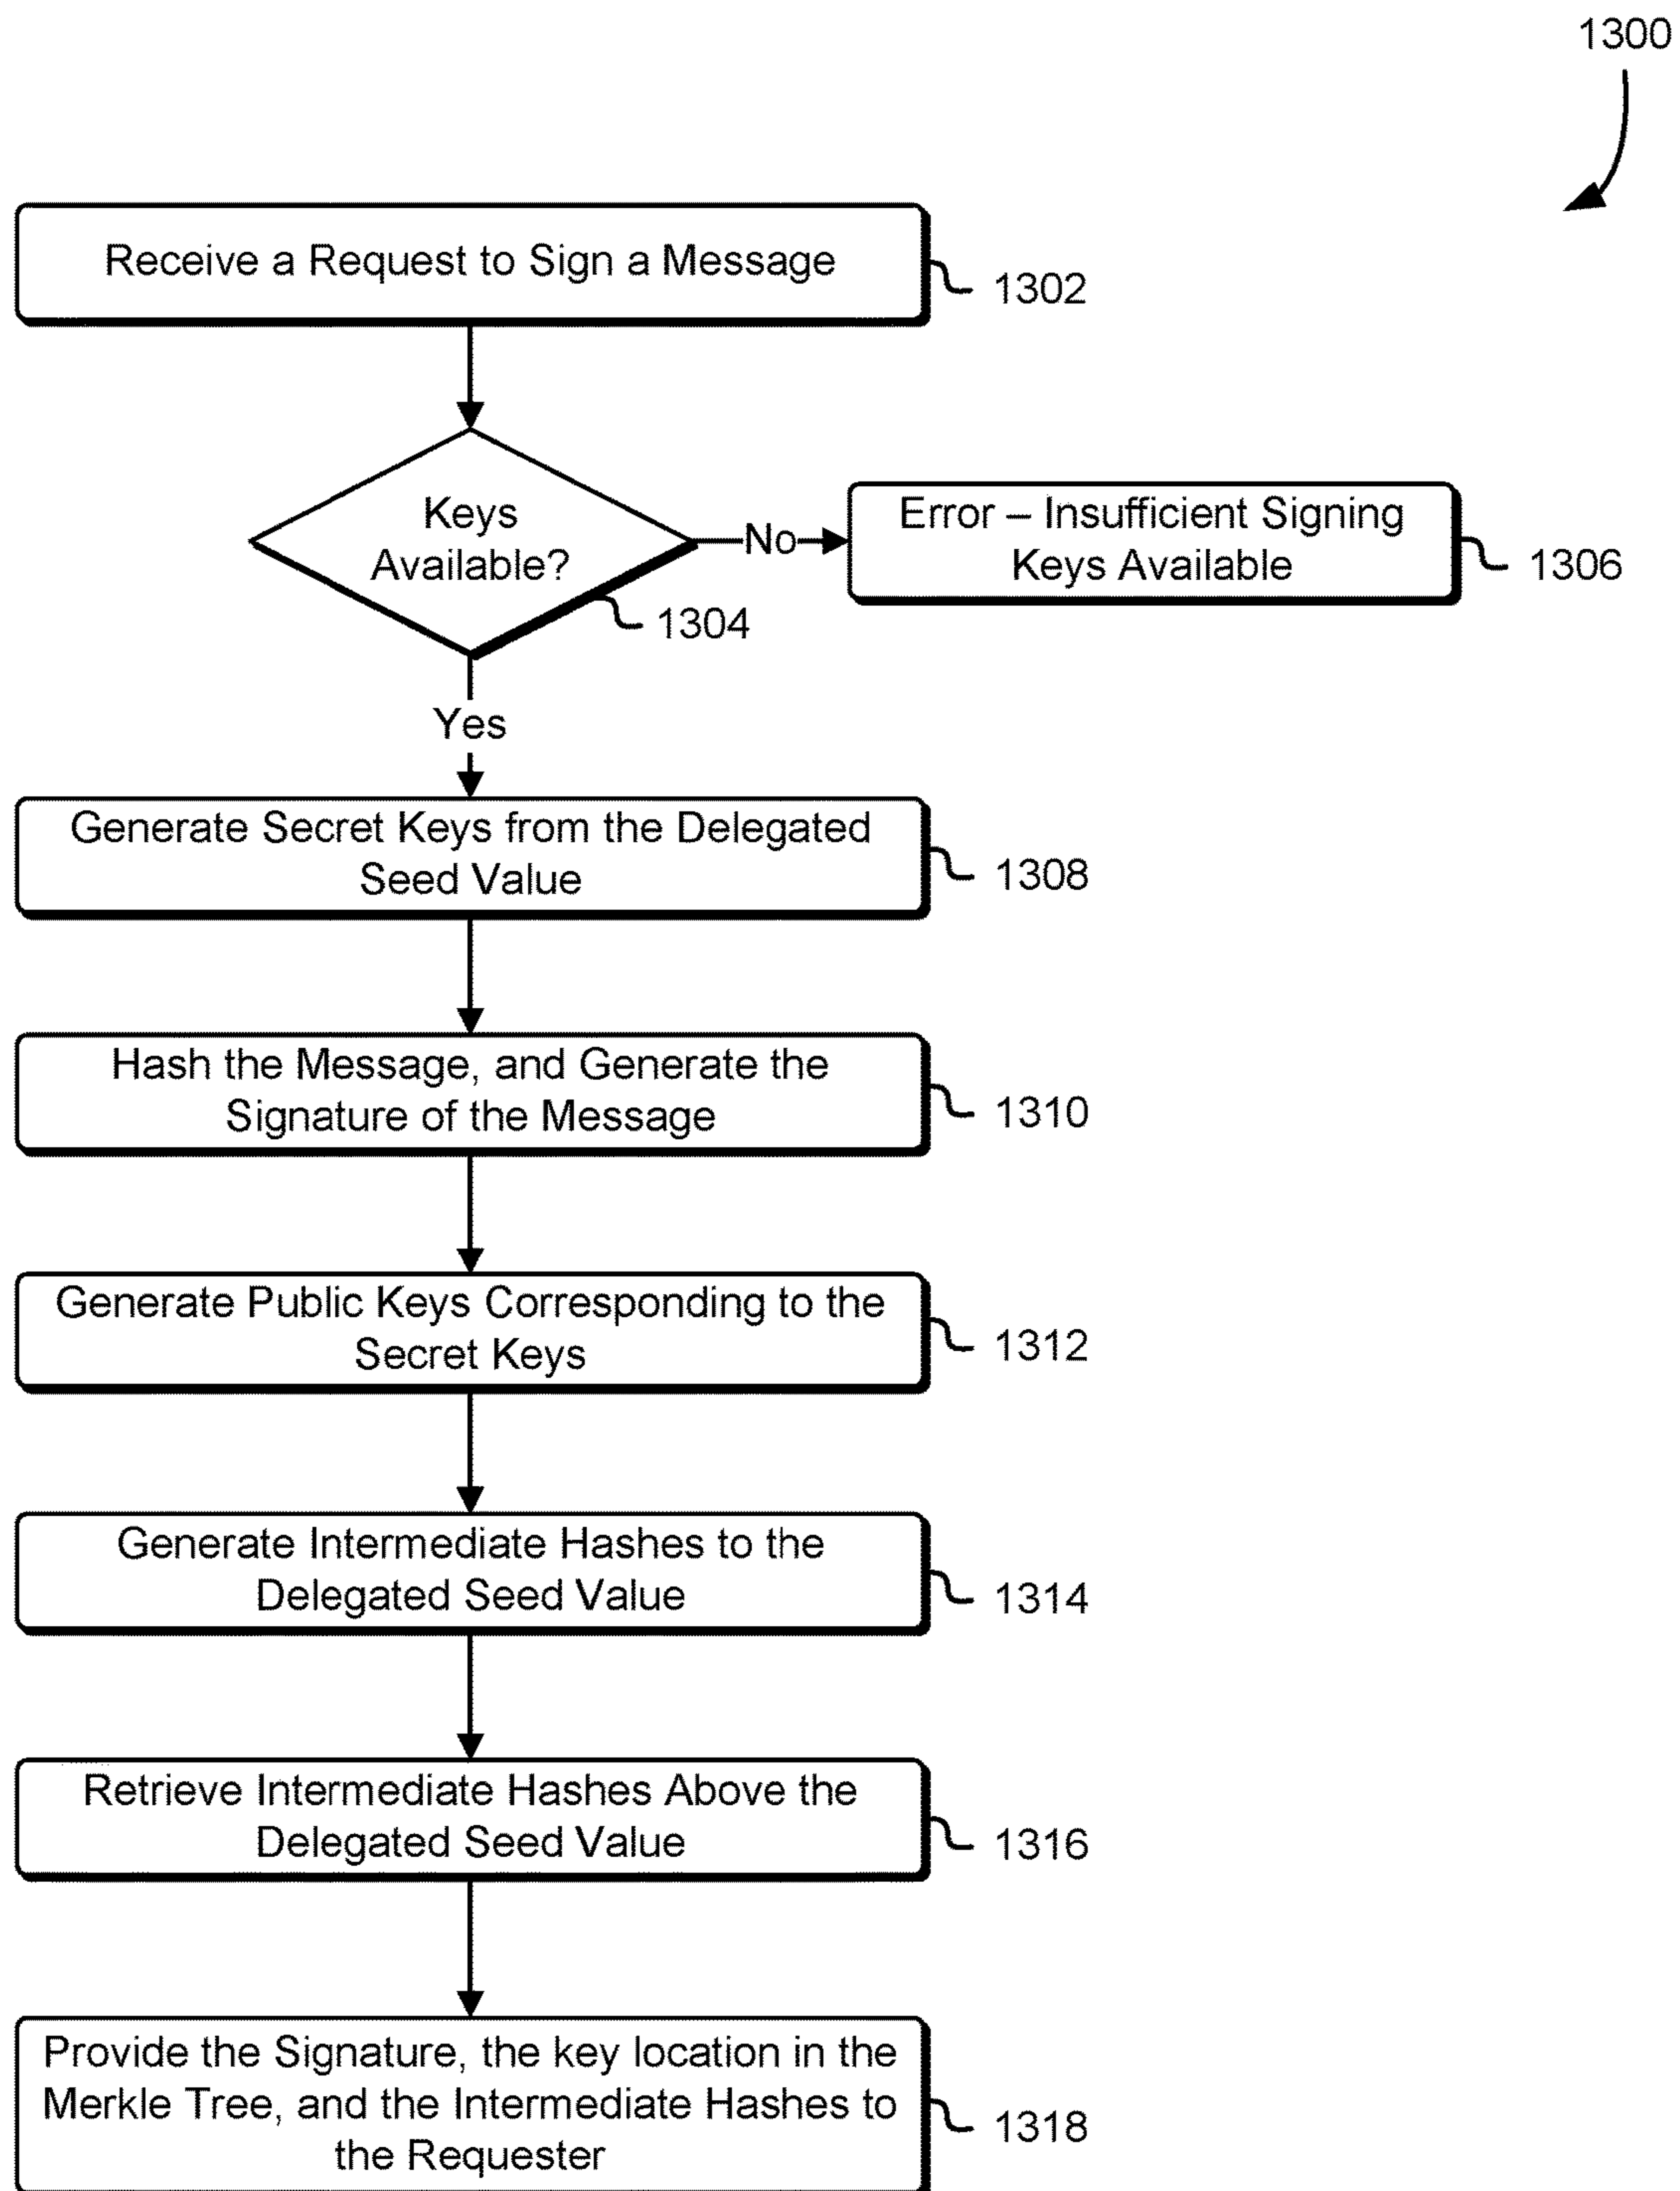 1300
Receive a Request to Sign a Message
1302
Keys
Available?
1304
No
Error – Insufficient Signing
Keys Available
1306
Yes
Generate Secret Keys from the Delegated
Seed Value
1308
Hash the Message, and Generate the
Signature of the Message
1310
Generate Public Keys Corresponding to the
Secret Keys
1312
Generate Intermediate Hashes to the
Delegated Seed Value
1314
Retrieve Intermediate Hashes Above the
Delegated Seed Value
1316
Provide the Signature, the key location in the
Merkle Tree, and the Intermediate Hashes to
the Requester
1318